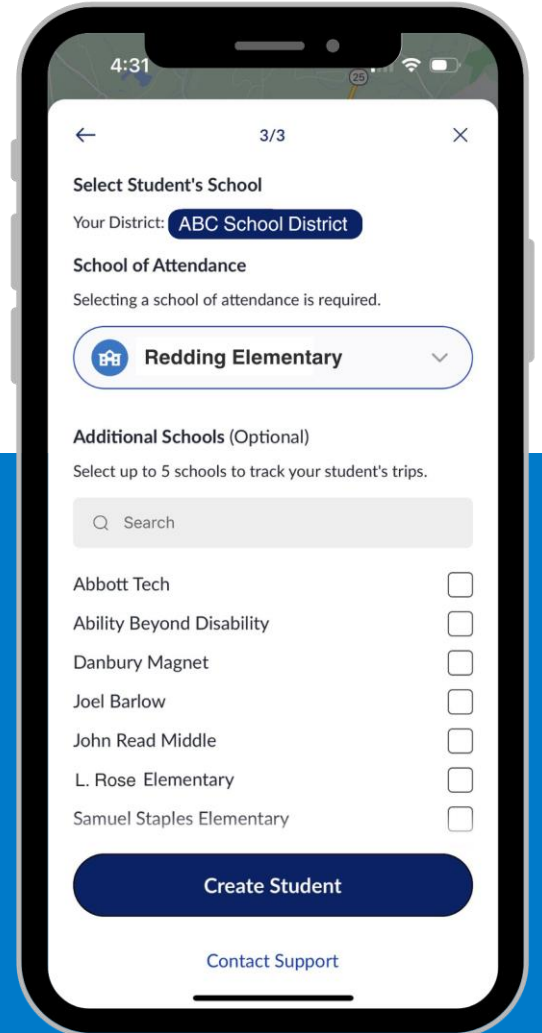 4:31
25
3/3
Select Student's School
Your District: ABC School District
School of Attendance
Selecting a school of attendance is required.
Redding Elementary
Additional Schools (Optional)
Select up to 5 schools to track your student's trips.
Search
Abbott Tech
Ability Beyond Disability
Danbury Magnet
Joel Barlow
John Read Middle
L. Rose Elementary
Samuel Staples Elementary
Create Student
Contact Support